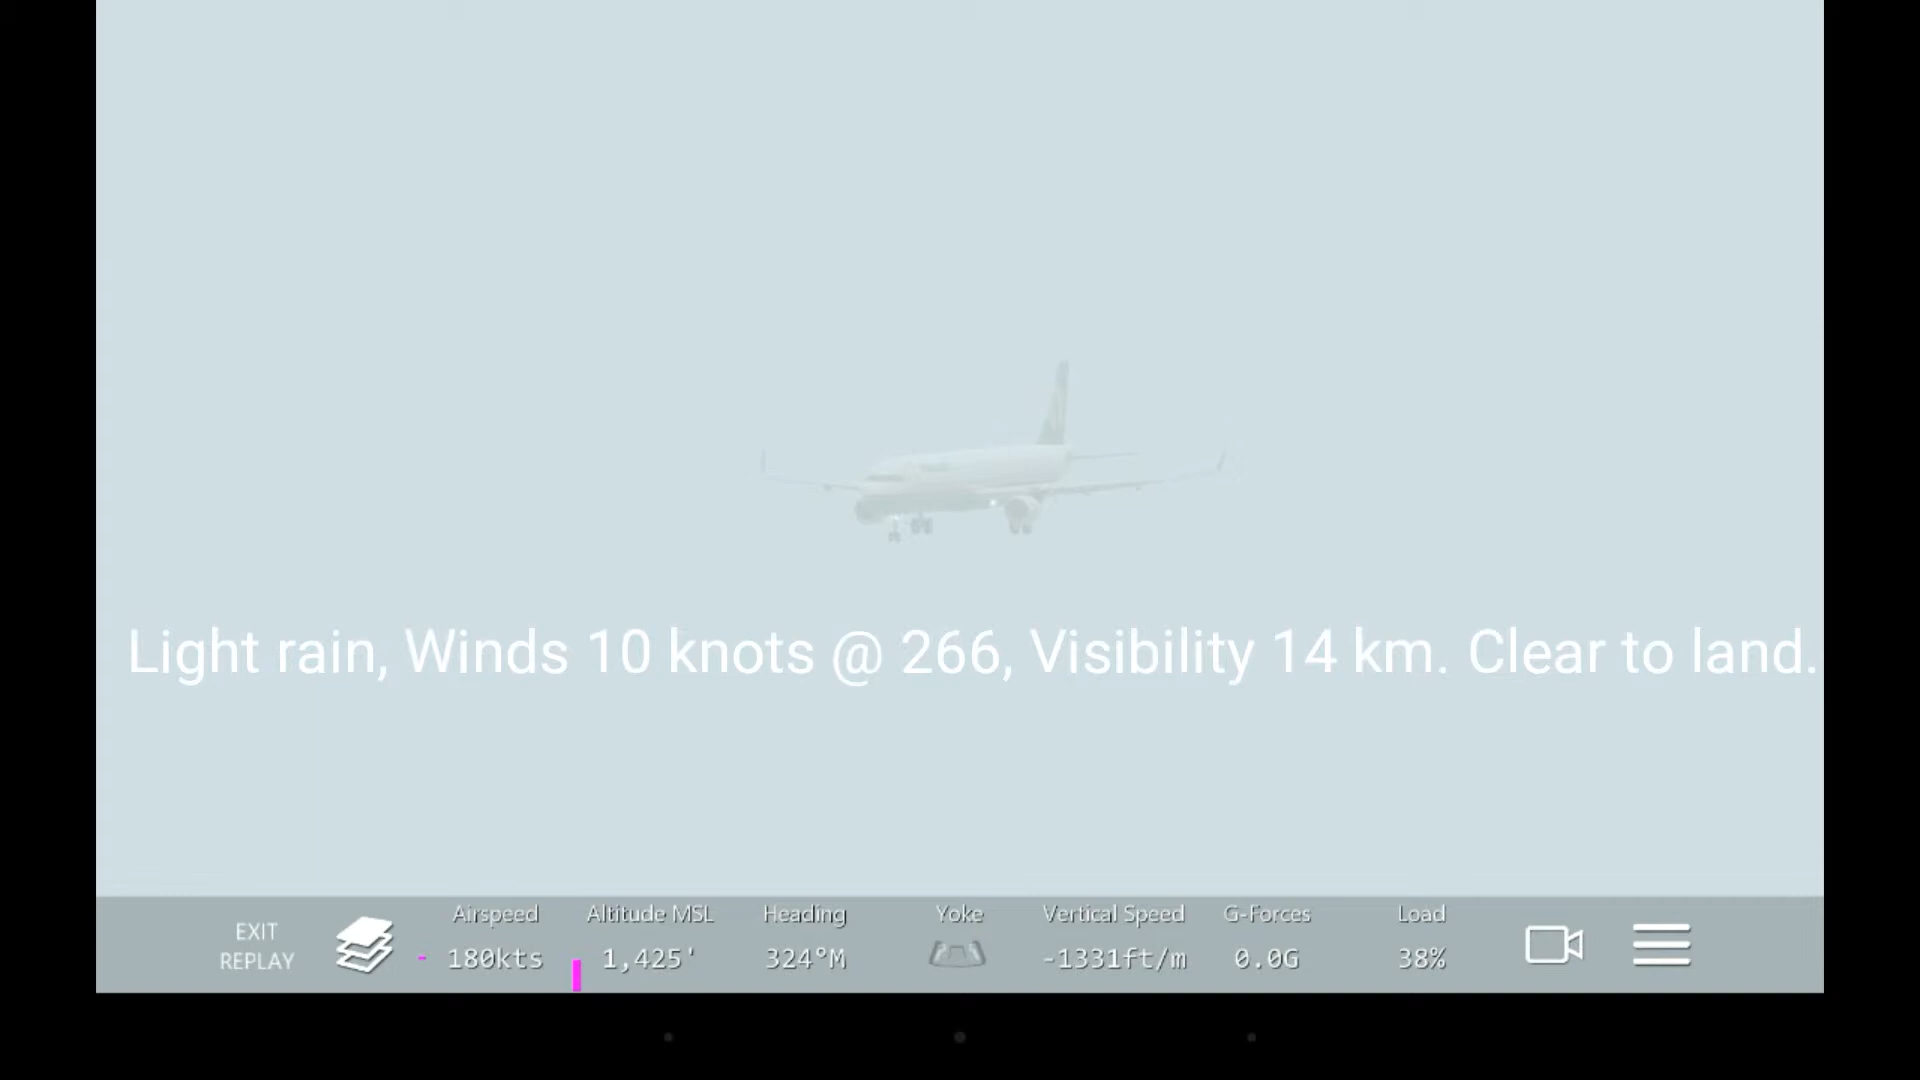 Light rain, Winds 10 knots @ 266, Visibility 14 km. Clear to land.
EXIT
REPLAY
Airspeed
180kts
Altitude MSL
1,425'
Heading
324°M
Yoke
Vertical Speed
-1331ft/m
G-Forces
0.0G
Load
38%